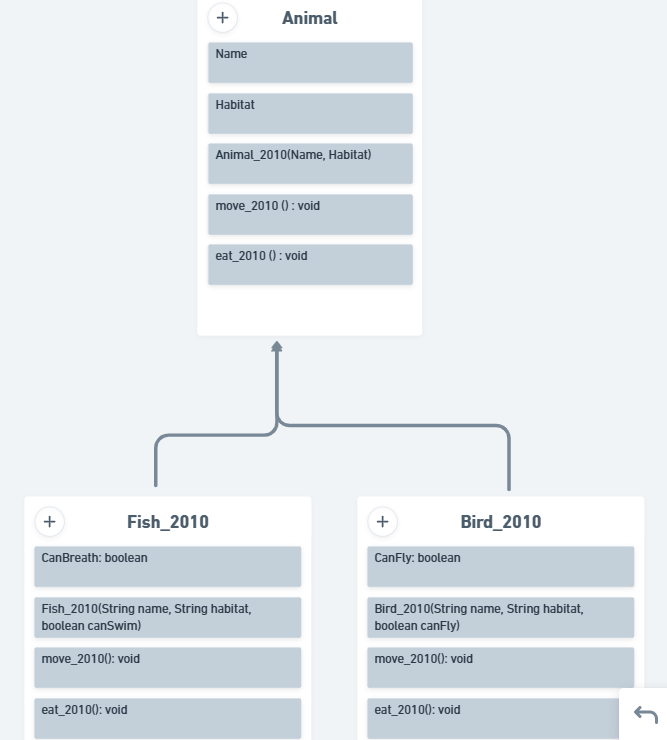 Animal
Name
Habitat
Animal_2010(Name, Habitat)
move_2010 () : void
eat_2010 () : void
Fish_2010
CanBreath: boolean
Fish_2010(String name, String habitat,
boolean canSwim)
move_2010(): void
eat_2010(): void
Bird_2010
CanFly: boolean
Bird_2010(String name, String habitat,
boolean canFly)
move_2010(): void
eat_2010(): void